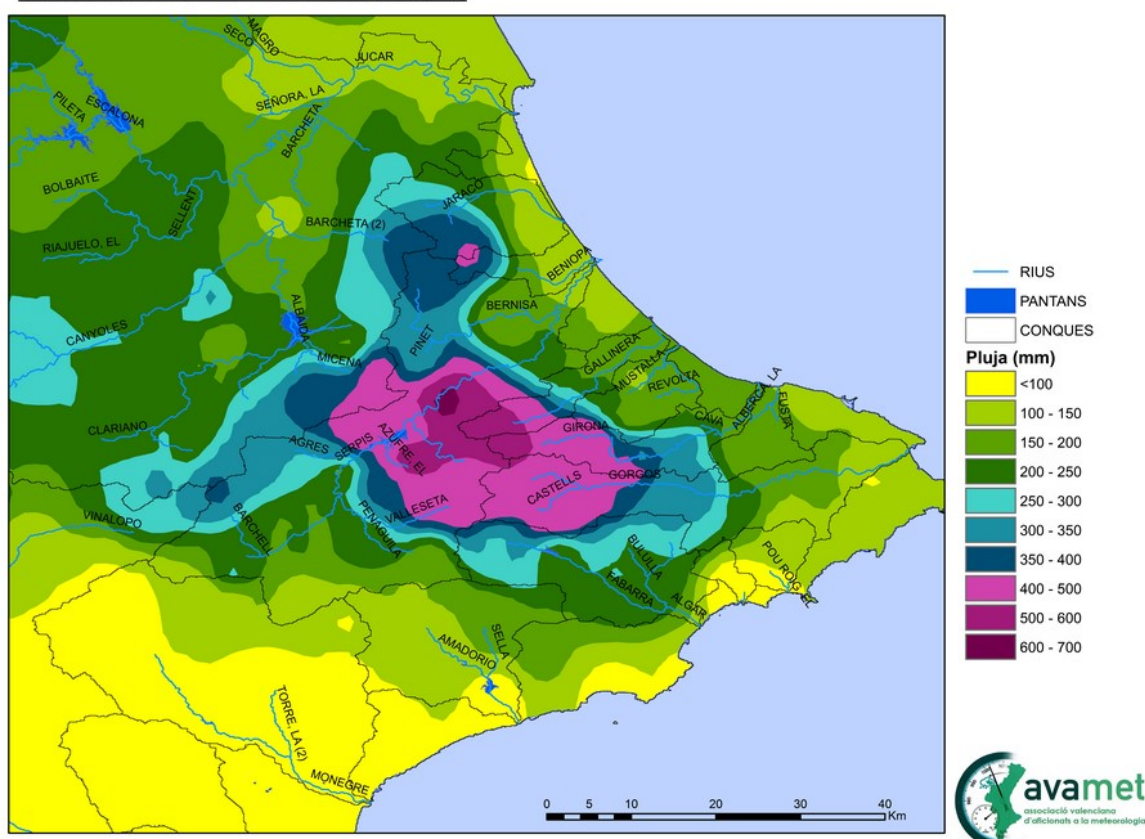 MAGRO
SECO
JUCAR
SEÑORA, LA
ESCALONA
PILETA
BARCHETA
BOLBAITE
SELLENT
JARACO
BARCHETA (2)
RIAJUELO, EL
BENIOPA
ALBAIDA
BERNISA
CANYOLES
PINET
MICENA
GALLINERA
MUSTALLA
REVOLTA
ALBERCA, LA
EUSTA
CAVA
CLARIANO
GIRONA
AGRES
SERPIS
AZUFRE, EL
GORGOS
CASTELLS
VALLESETA
PENAGUILA
BARCHELL
VINALOPO
BULULLA
POU ROIG, EL
FABARRA
ALGAR
SELLA
AMADORIO
TORRE, LA (2)
MONEGRE
0 5 10 20 30 40
Km
RIUS
PANTANS
CONQUES
Pluja (mm)
<100
100 - 150
150 - 200
200 - 250
250 - 300
300 - 350
350 - 400
400 - 500
500 - 600
600 - 700
avamet
associació valenciana
d'aficionats a la meteorologia